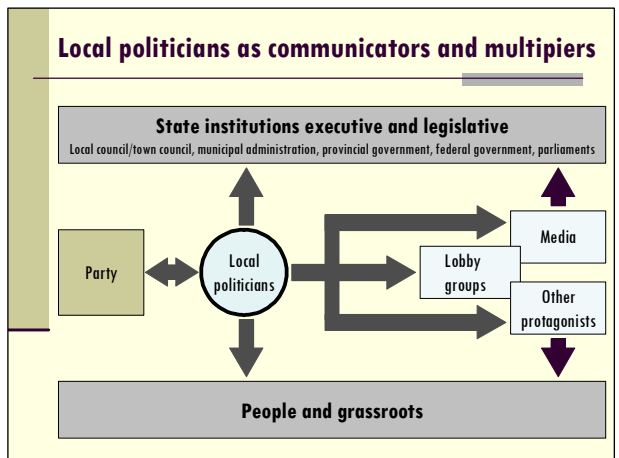 Local politicians as communicators and multipiers
State institutions executive and legislative
Local council/town council, municipal administration, provincial government, federal government, parliaments
Party
Local
politicians
Lobby
groups
Media
Other
protagonists
People and grassroots